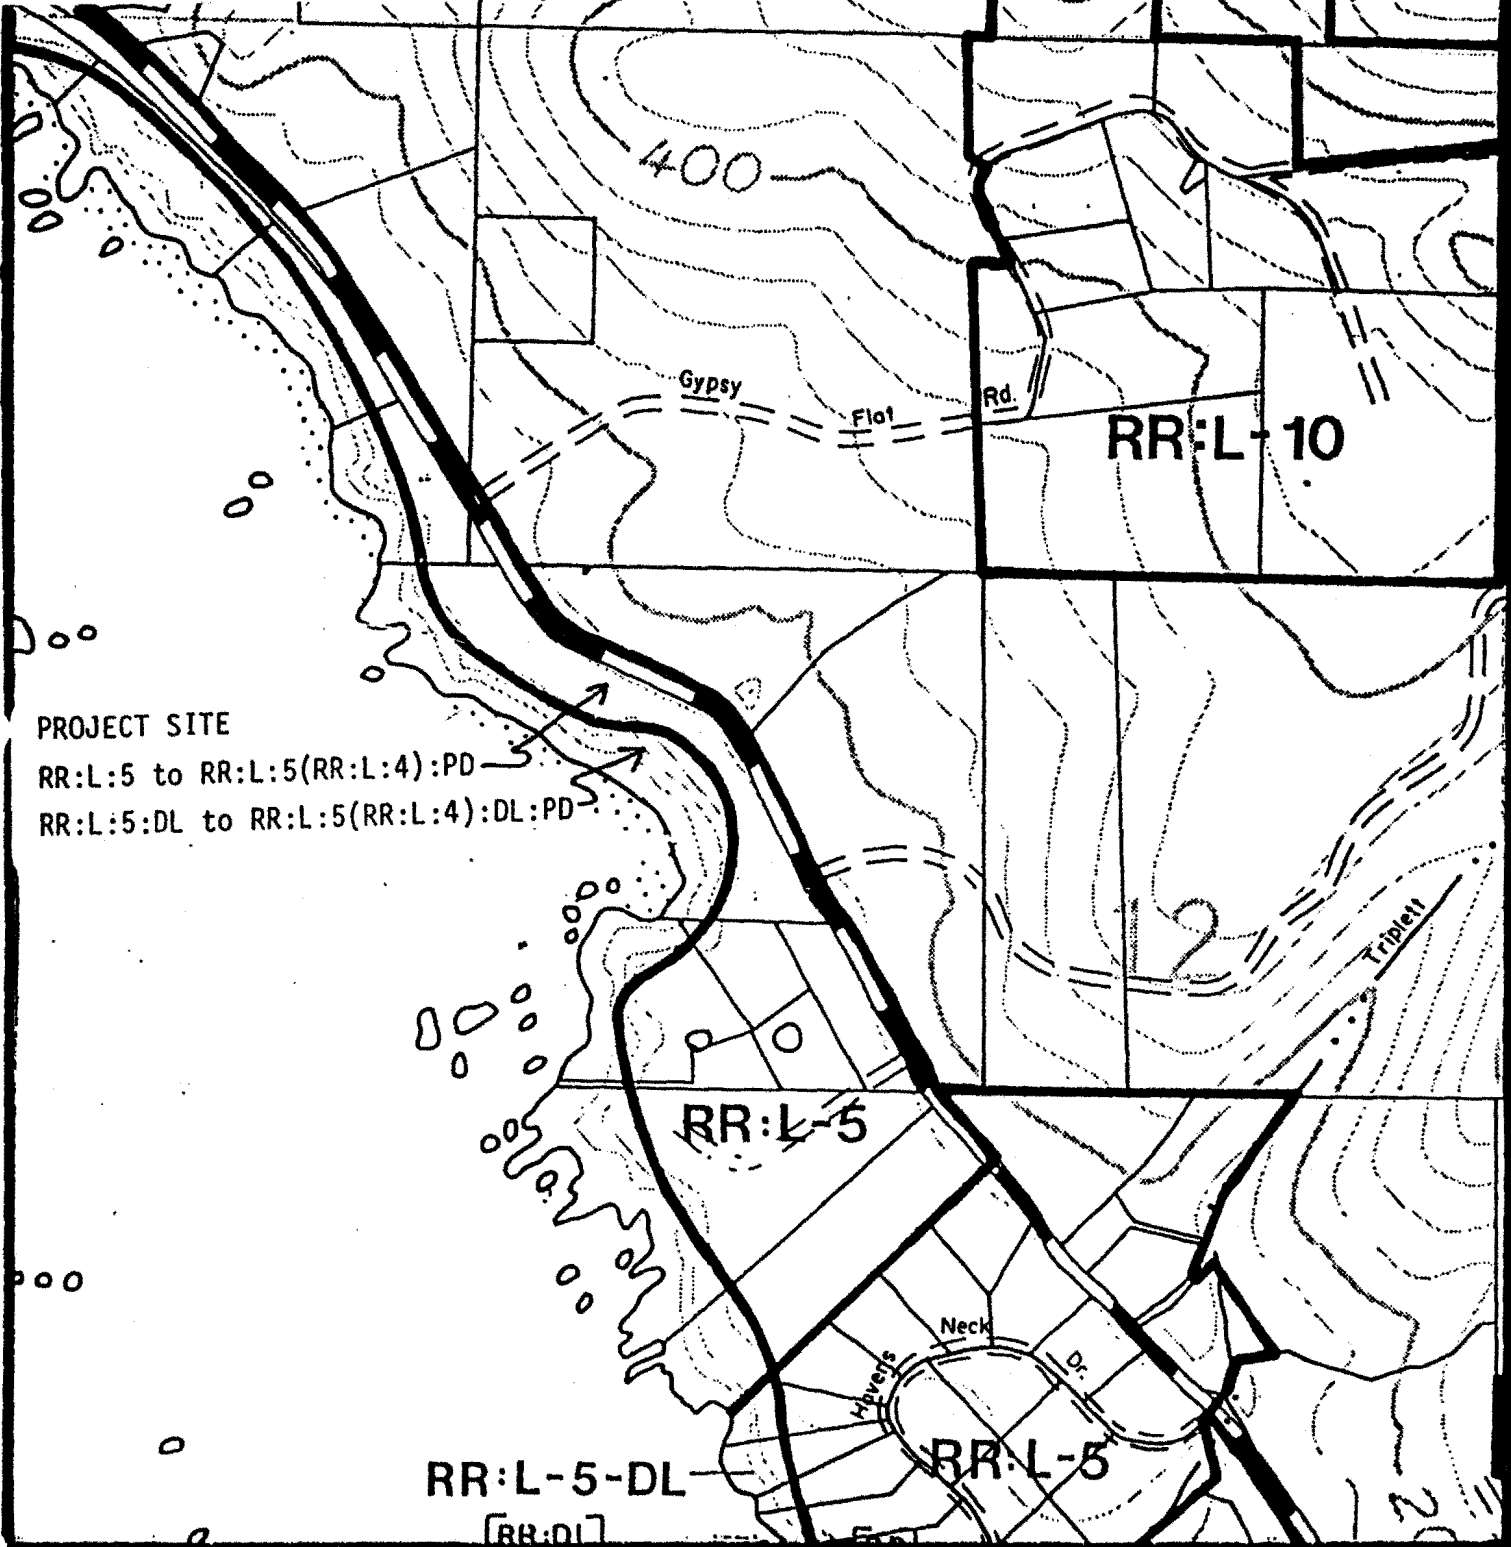 400
Gypsy Flat Rd.
RR:L-10
PROJECT SITE
RR:L:5 to RR:L:5(RR:L:4):PD
RR:L:5:DL to RR:L:5(RR:L:4):DL:PD
12
Triplett
RR:L-5
Havens Neck Dr.
RR:L-5
RR:L-5-DL
[RR:DL]